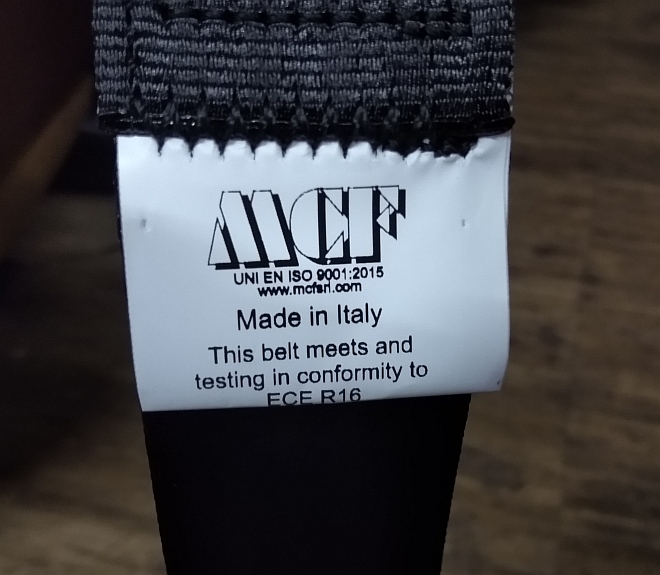 MCF
UNI EN ISO 9001:2015
www.mcfsrl.com
Made in Italy
This belt meets and
testing in conformity to
ECE R16